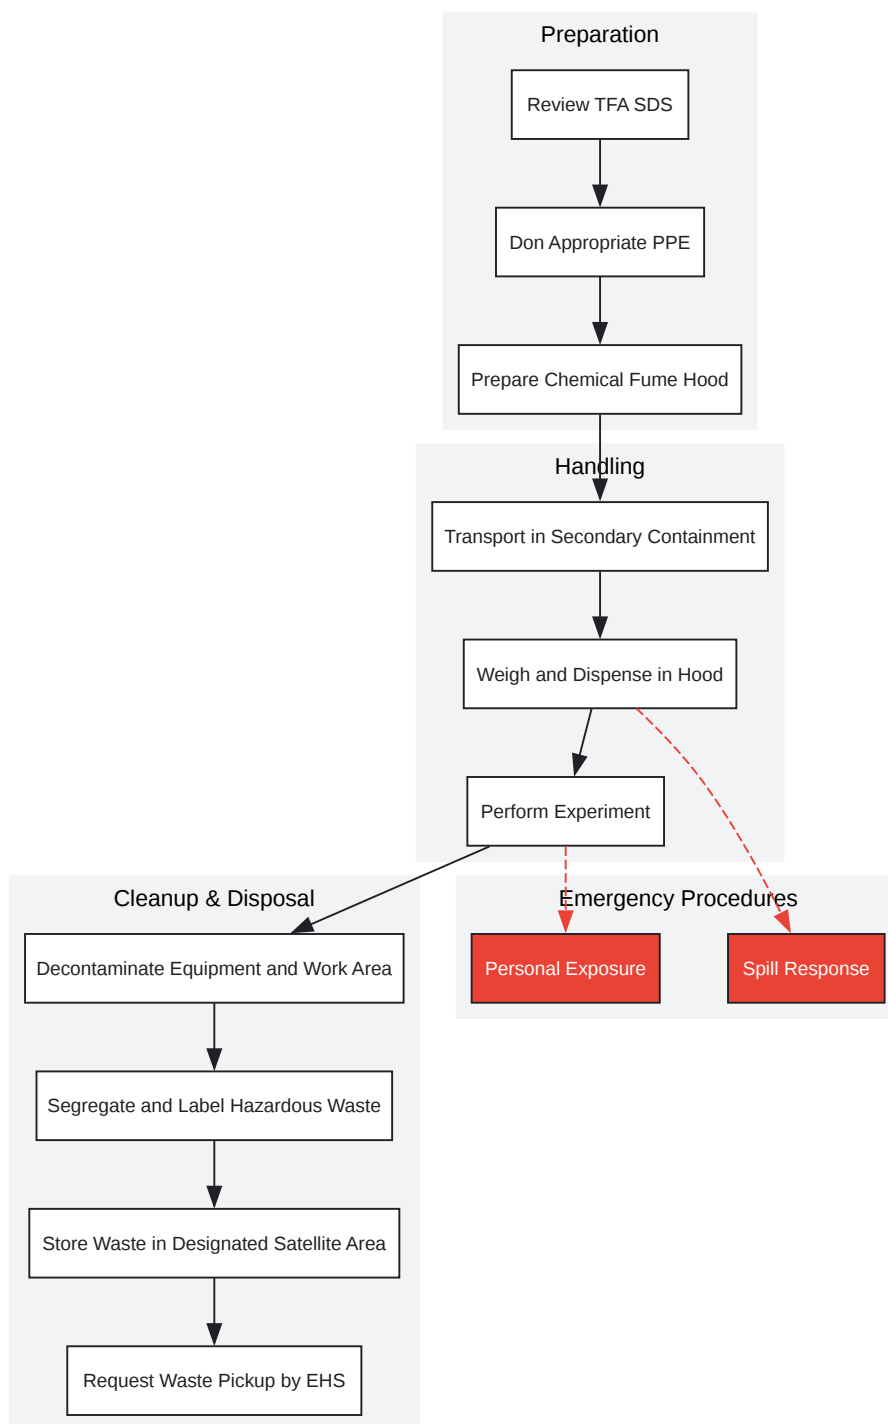 Preparation
Review TFA SDS
Don Appropriate PPE
Prepare Chemical Fume Hood
Handling
Transport in Secondary Containment
Weigh and Dispense in Hood
Perform Experiment
Cleanup & Disposal
Decontaminate Equipment and Work Area
Segregate and Label Hazardous Waste
Store Waste in Designated Satellite Area
Request Waste Pickup by EHS
Emergency Procedures
Personal Exposure
Spill Response